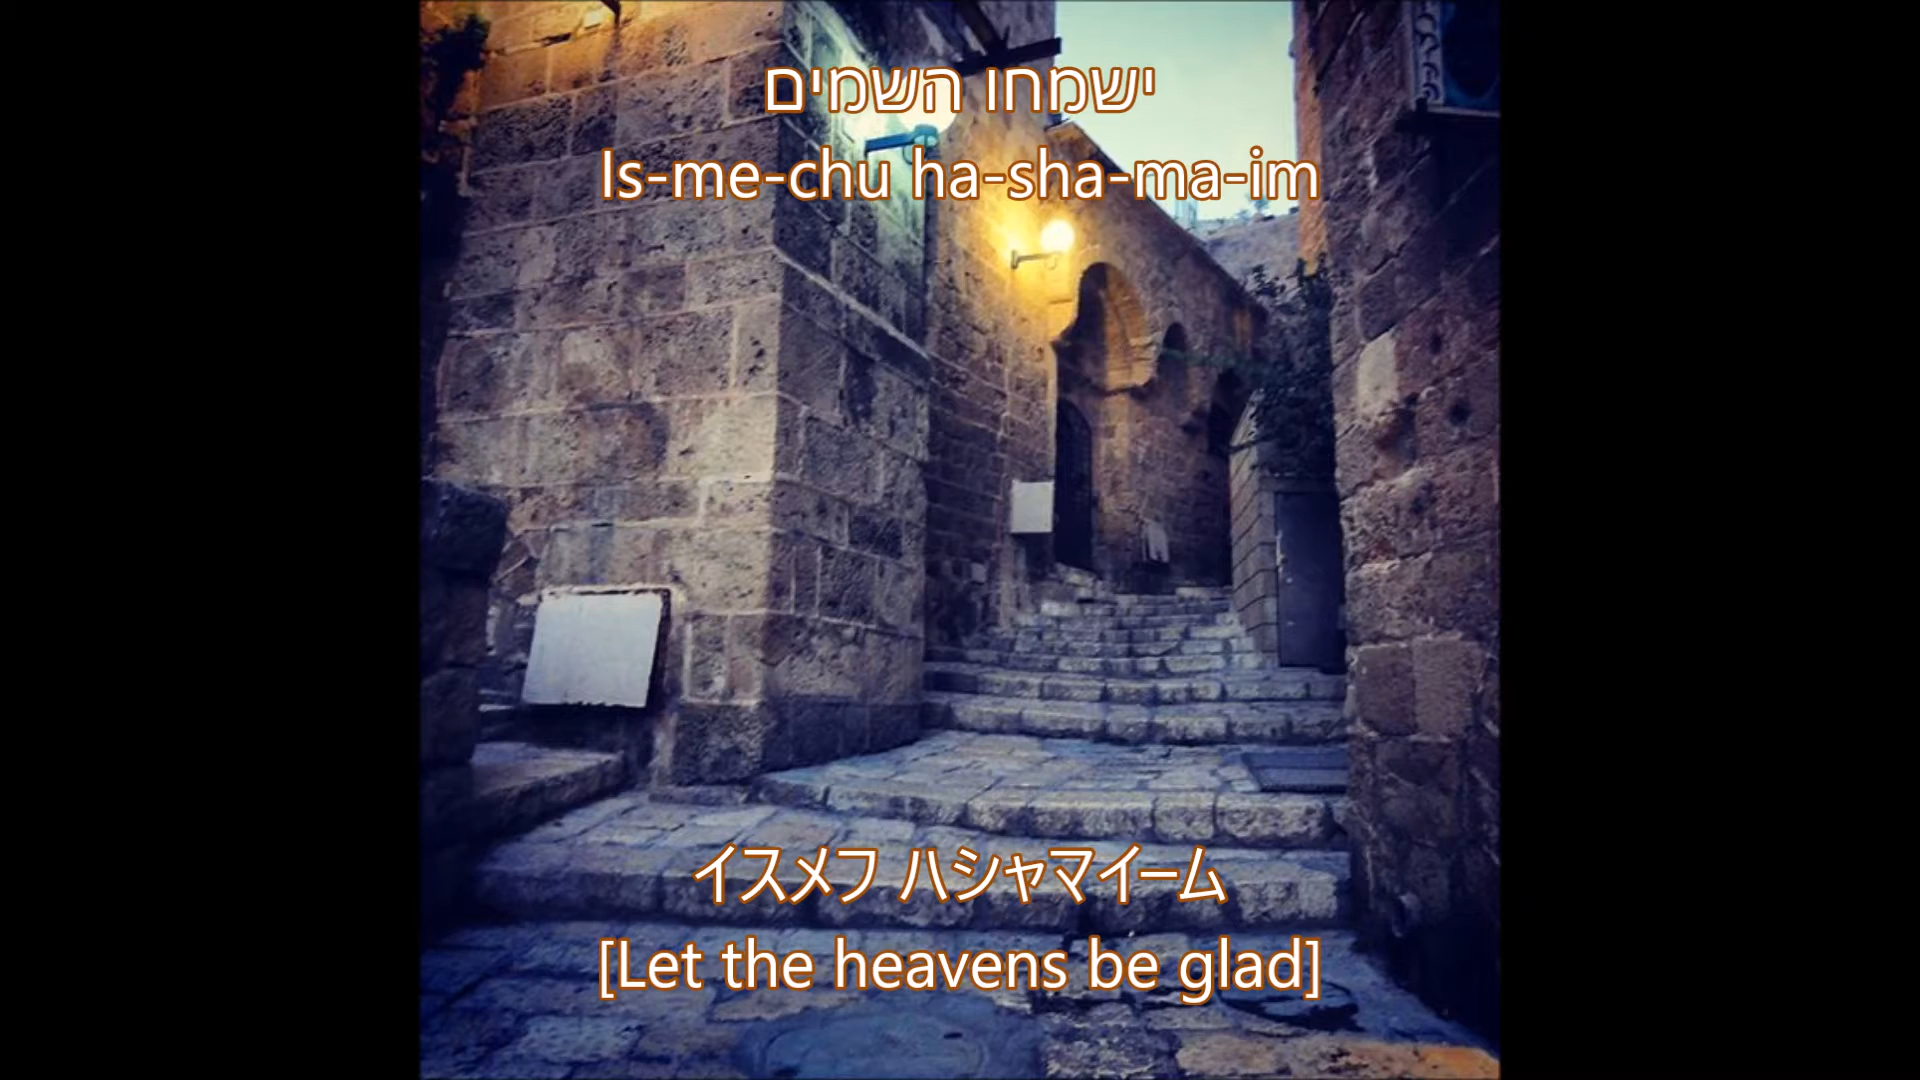 ישמחו השמים
Is-me-chu ha-sha-ma-im
イスメフ ハシャマイーム
[Let the heavens be glad]